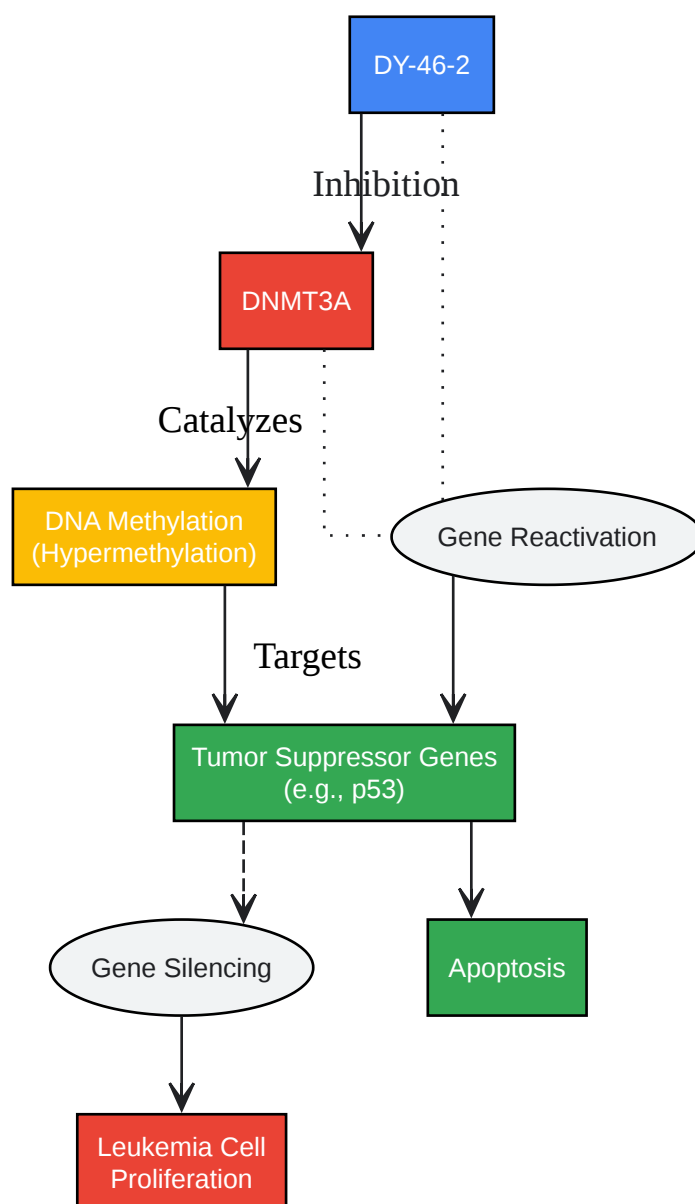 DY-46-2
Inhibition
DNMT3A
Catalyzes
DNA Methylation
(Hypermethylation)
Gene Reactivation
Targets
Tumor Suppressor Genes
(e.g., p53)
Gene Silencing
Apoptosis
Leukemia Cell
Proliferation